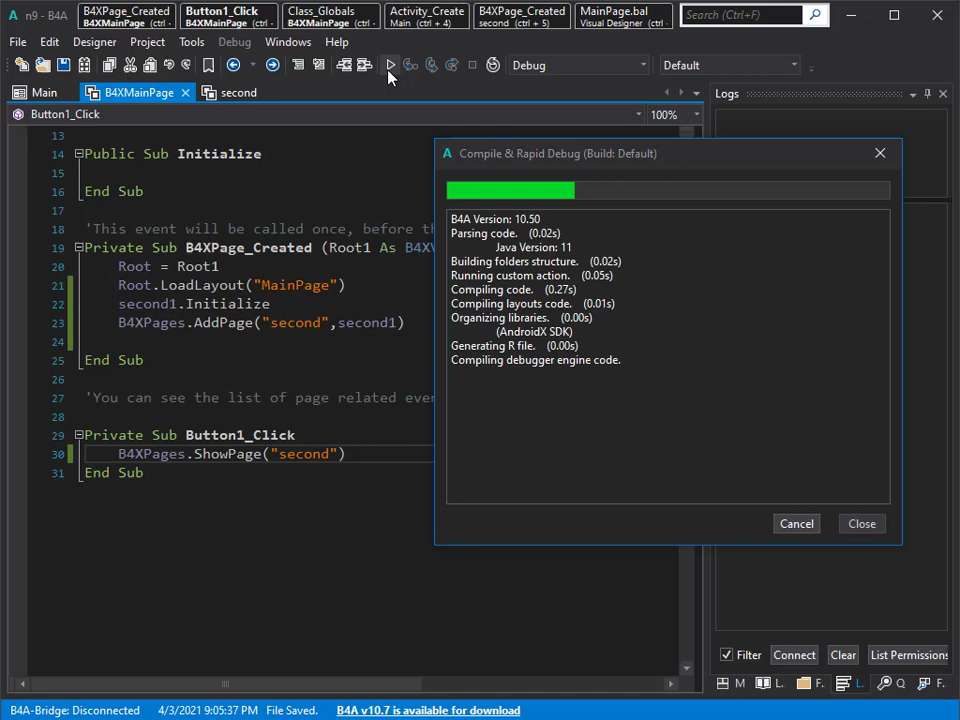 n9 - B4A
B4XPage_Created
B4XMainPage (ctrl -
Button1_Click
B4XMainPage (ctrl -
Class_Globals
B4XMainPage (ctrl -
Activity_Create
Main (ctrl + 4)
B4XPage_Created
second (ctrl + 5)
MainPage.bal
Visual Designer
Search (Ctrl+F)
File Edit Designer Project Tools Debug Windows Help
Debug
Default
Main
B4XMainPage
second
Logs
Button1_Click
100%
13
14 Public Sub Initialize
15
16 End Sub
17
18 'This event will be called once, before th
19 Private Sub B4XPage_Created (Root1 As B4XV
20 Root = Root1
21 Root.LoadLayout("MainPage")
22 second1.Initialize
23 B4XPages.AddPage("second",second1)
24
25 End Sub
26
27 'You can see the list of page related ever
28
29 Private Sub Button1_Click
30 B4XPages.ShowPage("second")
31 End Sub
A Compile & Rapid Debug (Build: Default)
B4A Version: 10.50
Parsing code. (0.02s)
Java Version: 11
Building folders structure. (0.02s)
Running custom action. (0.05s)
Compiling code. (0.27s)
Compiling layouts code. (0.01s)
Organizing libraries. (0.00s)
(AndroidX SDK)
Generating R file. (0.00s)
Compiling debugger engine code.
Cancel Close
Filter Connect Clear List Permissions
M L. F. L. Q F.
B4A-Bridge: Disconnected 4/3/2021 9:05:37 PM File Saved. B4A v10.7 is available for download